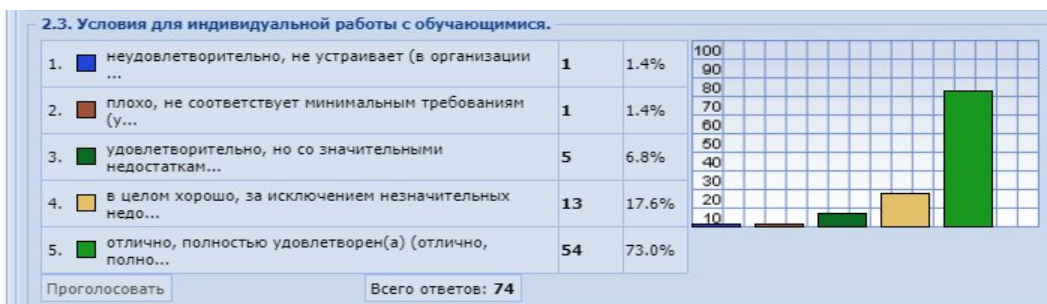 2.3. Условия для индивидуальной работы с обучающимися.
1. неудовлетворительно, не устраивает (в организации
... 1 1.4%
2. плохо, не соответствует минимальным требованиям
(у... 1 1.4%
3. удовлетворительно, но со значительными
недостаткам... 5 6.8%
4. в целом хорошо, за исключением незначительных
недо... 13 17.6%
5. отлично, полностью удовлетворен(а) (отлично,
полно... 54 73.0%
100
90
80
70
60
50
40
30
20
10
Проголосовать Всего ответов: 74